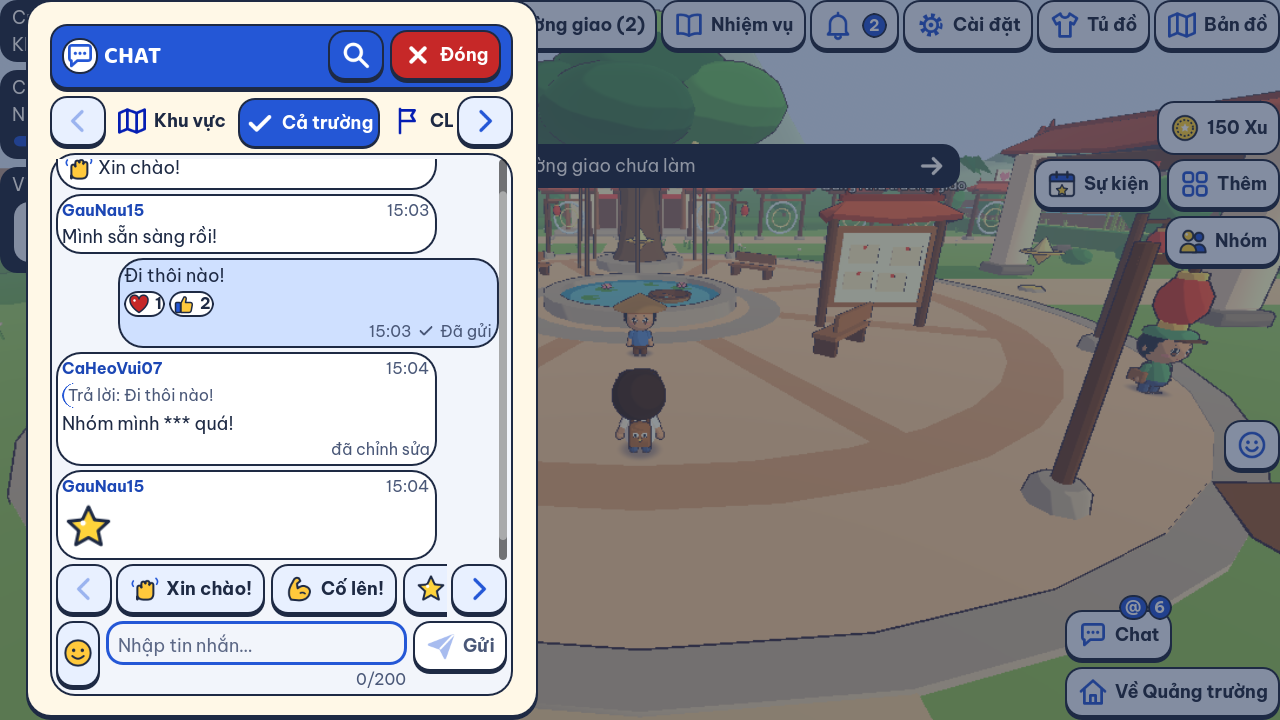 CHAT
Đóng
Khu vực
Cả trường
CL
Xin chào!
GauNau15 15:03
Mình sẵn sàng rồi!
Đi thôi nào!
1 2
15:03 Đã gửi
CaHeoVui07 15:04
Trả lời: Đi thôi nào!
Nhóm mình *** quá!
đã chỉnh sửa
GauNau15 15:04
Xin chào!
Cố lên!
Nhập tin nhắn...
Gửi
0/200
giao (2)
Nhiệm vụ
2
Cài đặt
Tủ đồ
Bản đồ
150 Xu
giao chưa làm
Sự kiện
Thêm
Nhóm
@ 6
Chat
Về Quảng trường